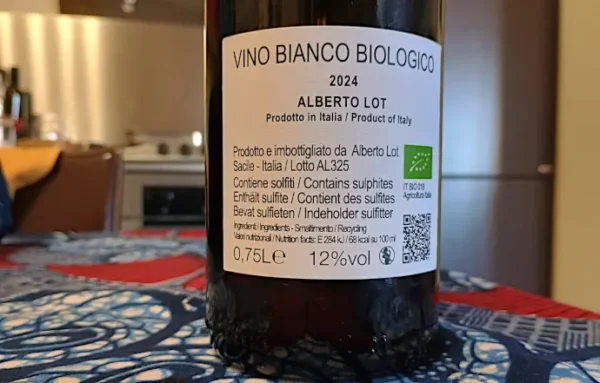 VINO BIANCO BIOLOGICO
2024
ALBERTO LOT
Prodotto in Italia / Product of Italy
Prodotto e imbottigliato da Alberto Lot
Sacile - Italia / Lotto AL325
Contiene solfiti / Contains sulphites
Enthält sulfite / Contient des sulfites
Bevat sulfieten / Indeholder sulfitter
Ingredienti / Ingredients - Smaltimento / Recycling
Valori nutrizionali / Nutrition facts: E 284 kJ / 68 kcal su 100 ml
0,75L℮ 12%vol
IT BIO 019
Agricoltura Italia